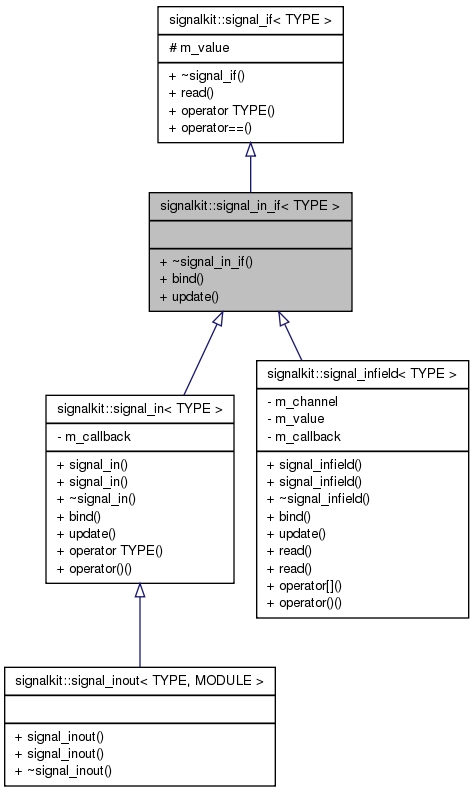 signalkit::signal_if< TYPE >
# m_value
+ ~signal_if()
+ read()
+ operator TYPE()
+ operator==()
signalkit::signal_in_if< TYPE >
+ ~signal_in_if()
+ bind()
+ update()
signalkit::signal_in< TYPE >
- m_callback
+ signal_in()
+ signal_in()
+ ~signal_in()
+ bind()
+ update()
+ operator TYPE()
+ operator()()
signalkit::signal_infield< TYPE >
- m_channel
- m_value
- m_callback
+ signal_infield()
+ signal_infield()
+ ~signal_infield()
+ bind()
+ update()
+ read()
+ read()
+ operator[]()
+ operator()()
signalkit::signal_inout< TYPE, MODULE >
+ signal_inout()
+ signal_inout()
+ ~signal_inout()